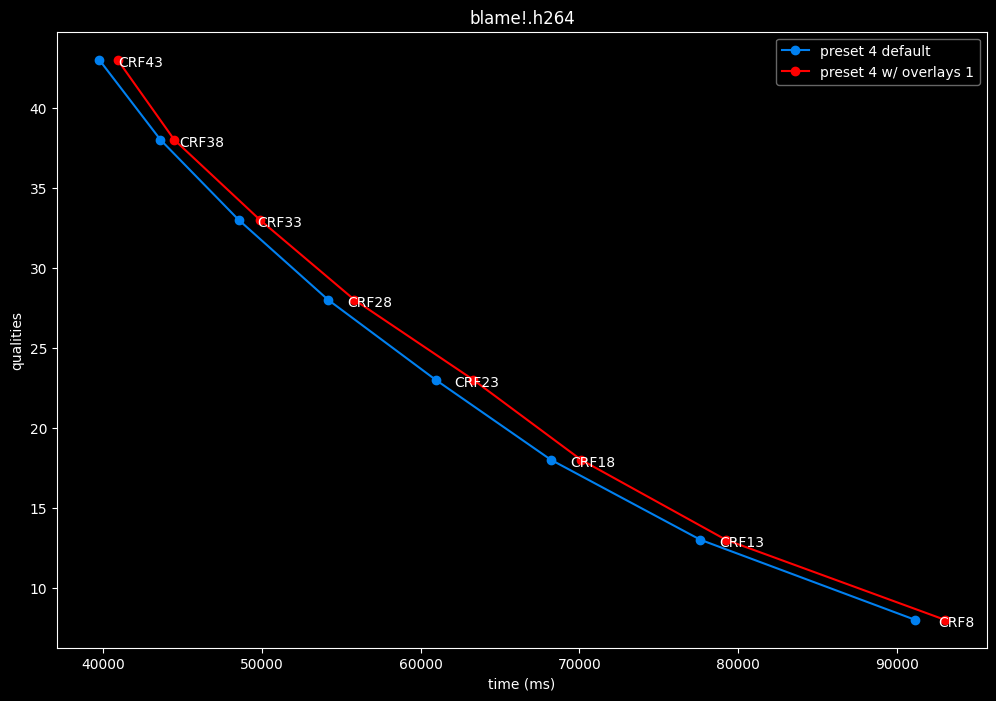 blame!.h264
preset 4 default
preset 4 w/ overlays 1
CRF43
CRF38
CRF33
CRF28
CRF23
CRF18
CRF13
CRF8
qualities
40
35
30
25
20
15
10
40000 50000 60000 70000 80000 90000
time (ms)